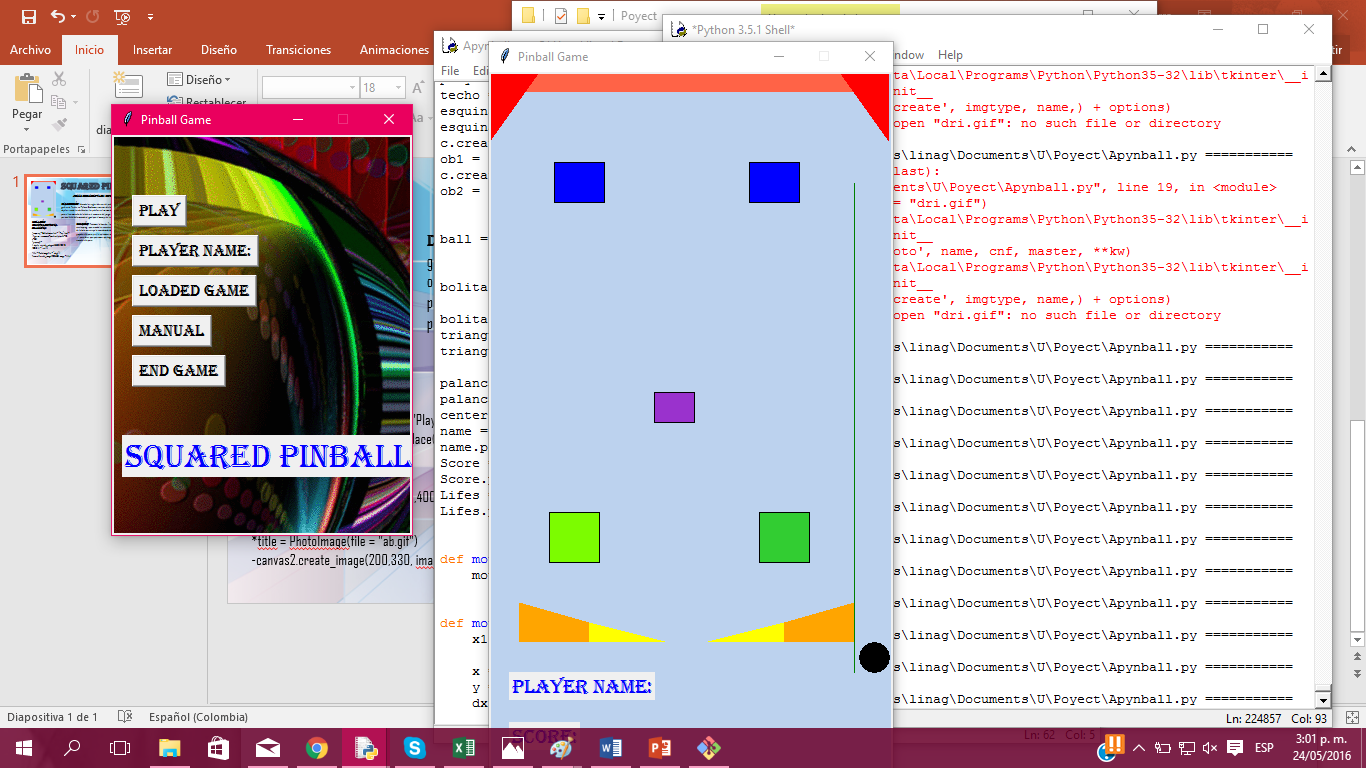 Archivo
Inicio
Insertar
Diseño
Transiciones
Animaciones
Pegar
Diseño
Restablecer
18
Portapapeles
1
Poyect
*Python 3.5.1 Shell*
Help
Pinball Game
PLAY
PLAYER NAME:
LOADED GAME
MANUAL
END GAME
SQUARED PINBALL
*title = PhotoImage(file = "ab.gif")
-canvas2.create_image(200,330, ima
File
techo
esquin
esquin
c.crea
ob1 =
c.crea
ob2 =
ball =
bolita
bolita
triang
triang
palanc
palanc
center
name =
name.p
Score
Score.
Lifes
Lifes.
def mo
mo
def mo
x1
x
y
dx
Pinball Game
PLAYER NAME:
SCORE:
ta\Local\Programs\Python\Python35-32\lib\tkinter\__i
nit__
create', imgtype, name,) + options)
open "dri.gif": no such file or directory
s\linag\Documents\U\Poyect\Apynball.py ===========
last):
ents\U\Poyect\Apynball.py", line 19, in <module>
= "dri.gif")
ta\Local\Programs\Python\Python35-32\lib\tkinter\__i
nit__
oto', name, cnf, master, **kw)
ta\Local\Programs\Python\Python35-32\lib\tkinter\__i
nit__
create', imgtype, name,) + options)
open "dri.gif": no such file or directory
s\linag\Documents\U\Poyect\Apynball.py ===========
s\linag\Documents\U\Poyect\Apynball.py ===========
s\linag\Documents\U\Poyect\Apynball.py ===========
s\linag\Documents\U\Poyect\Apynball.py ===========
s\linag\Documents\U\Poyect\Apynball.py ===========
s\linag\Documents\U\Poyect\Apynball.py ===========
s\linag\Documents\U\Poyect\Apynball.py ===========
s\linag\Documents\U\Poyect\Apynball.py ===========
s\linag\Documents\U\Poyect\Apynball.py ===========
s\linag\Documents\U\Poyect\Apynball.py ===========
s\linag\Documents\U\Poyect\Apynball.py ===========
s\linag\Documents\U\Poyect\Apynball.py ===========
Ln: 224857 Col: 93
Ln: 62 Col: 5
Diapositiva 1 de 1
Español (Colombia)
ESP
3:01 p. m.
24/05/2016